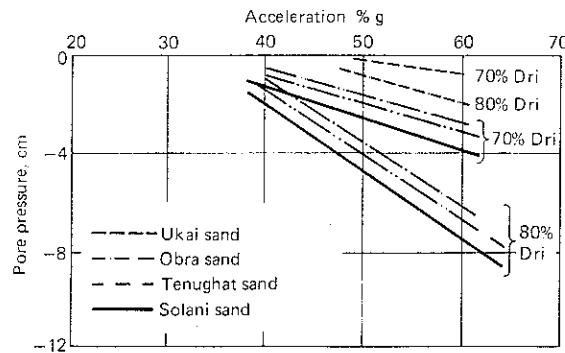 Acceleration % g
20 30 40 50 60 70
0
-4
-8
-12
Pore pressure, cm
70% Dri
80% Dri
70% Dri
80%
Dri
Ukai sand
Obra sand
Tenughat sand
Solani sand